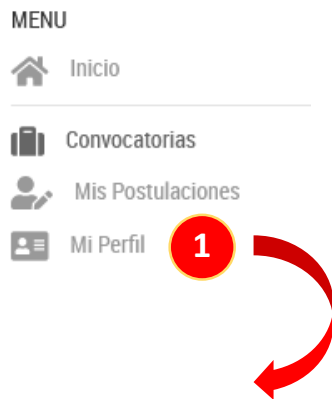 MENU
Inicio
Convocatorias
Mis Postulaciones
Mi Perfil 1